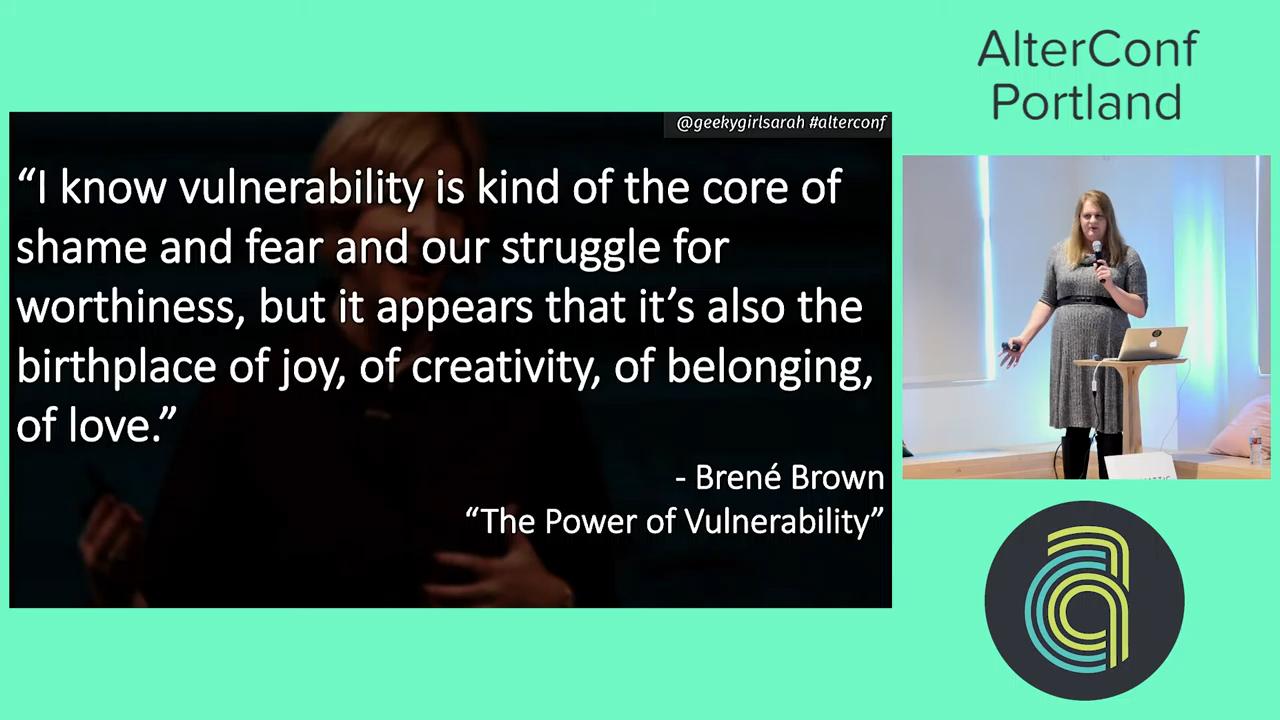 AlterConf
Portland
@geekygirlsarah #alterconf
“I know vulnerability is kind of the core of
shame and fear and our struggle for
worthiness, but it appears that it’s also the
birthplace of joy, of creativity, of belonging,
of love.”
- Brené Brown
“The Power of Vulnerability”